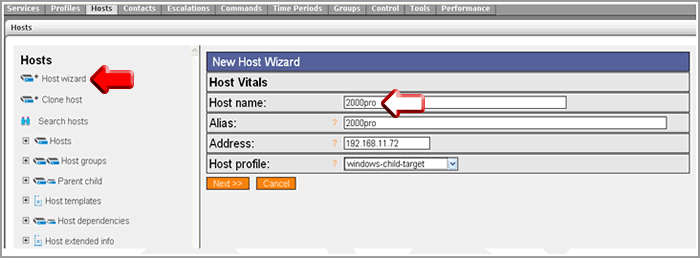 Services Profiles Hosts Contacts Escalations Commands Time Periods Groups Control Tools Performance
Hosts
Hosts
Host wizard
Clone host
Search hosts
Hosts
Host groups
Parent child
Host templates
Host dependencies
Host extended info
New Host Wizard
Host Vitals
Host name: 2000pro
Alias: ? 2000pro
Address: ? 192.168.11.72
Host profile: ? windows-child-target
Next >> Cancel